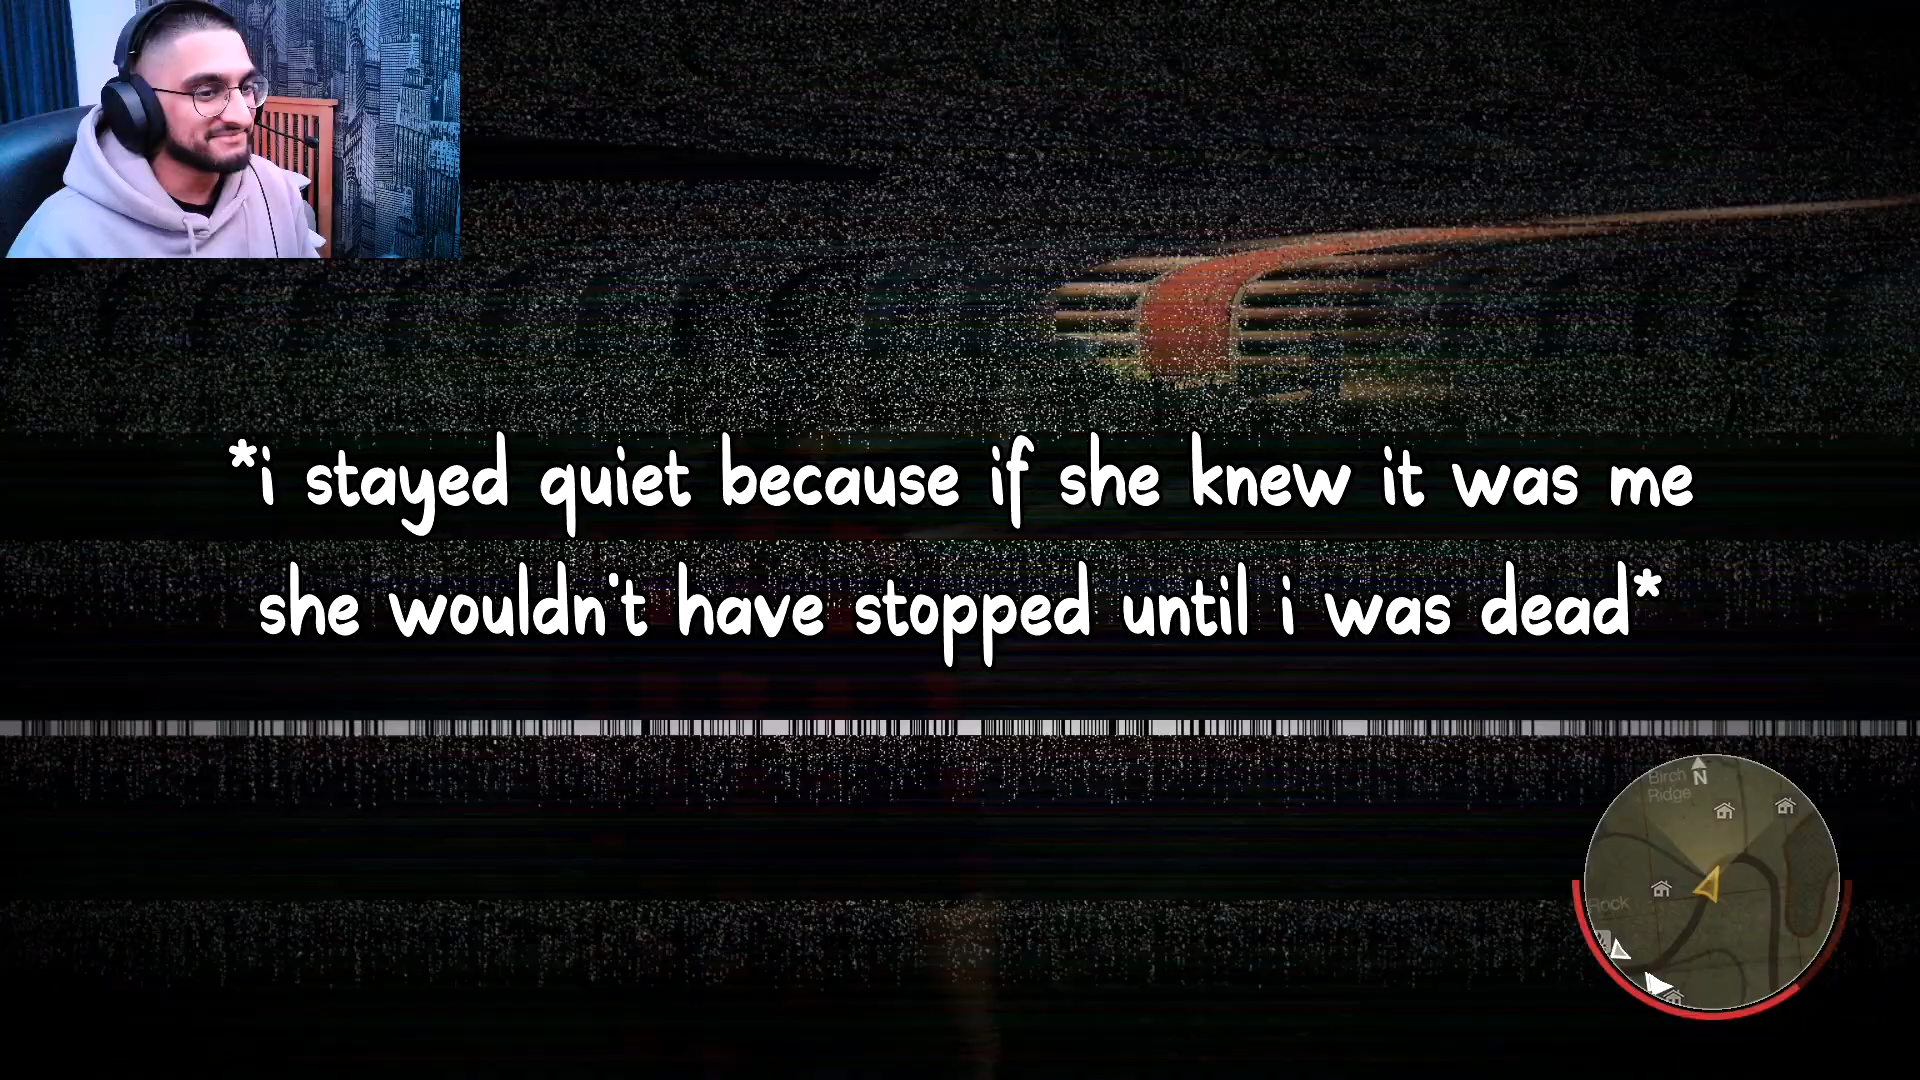 *i stayed quiet because if she knew it was me
she wouldn't have stopped until i was dead*
Birch
Ridge
N
Rock